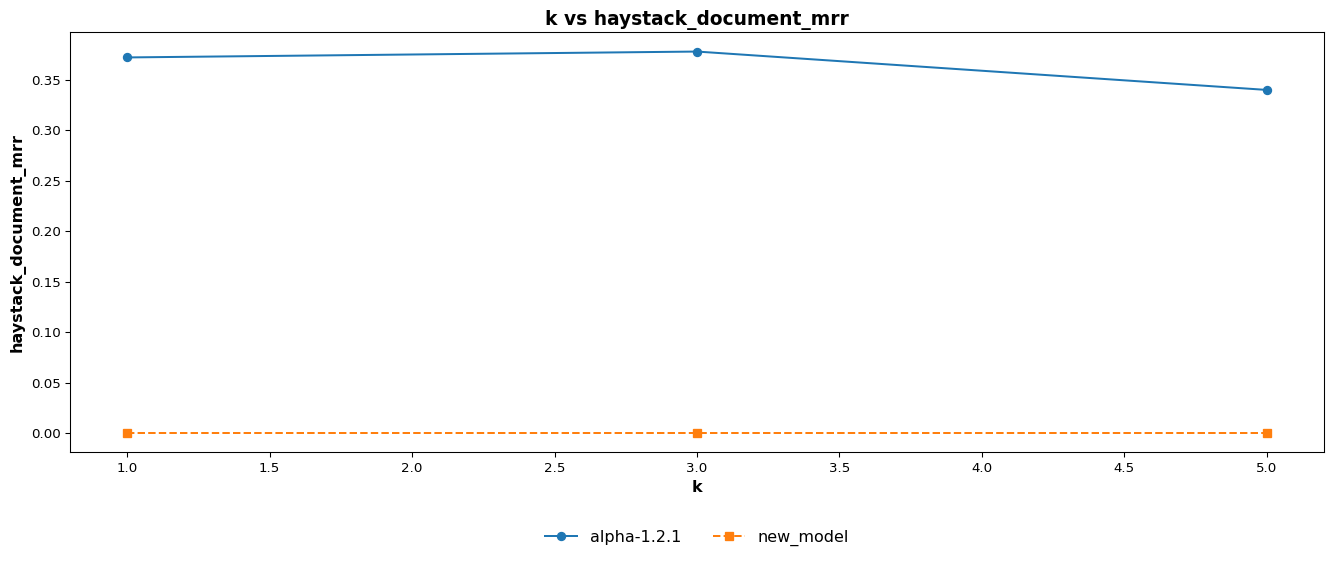 k vs haystack_document_mrr
haystack_document_mrr
0.35
0.30
0.25
0.20
0.15
0.10
0.05
0.00
1.0 1.5 2.0 2.5 3.0 3.5 4.0 4.5 5.0
k
alpha-1.2.1 new_model